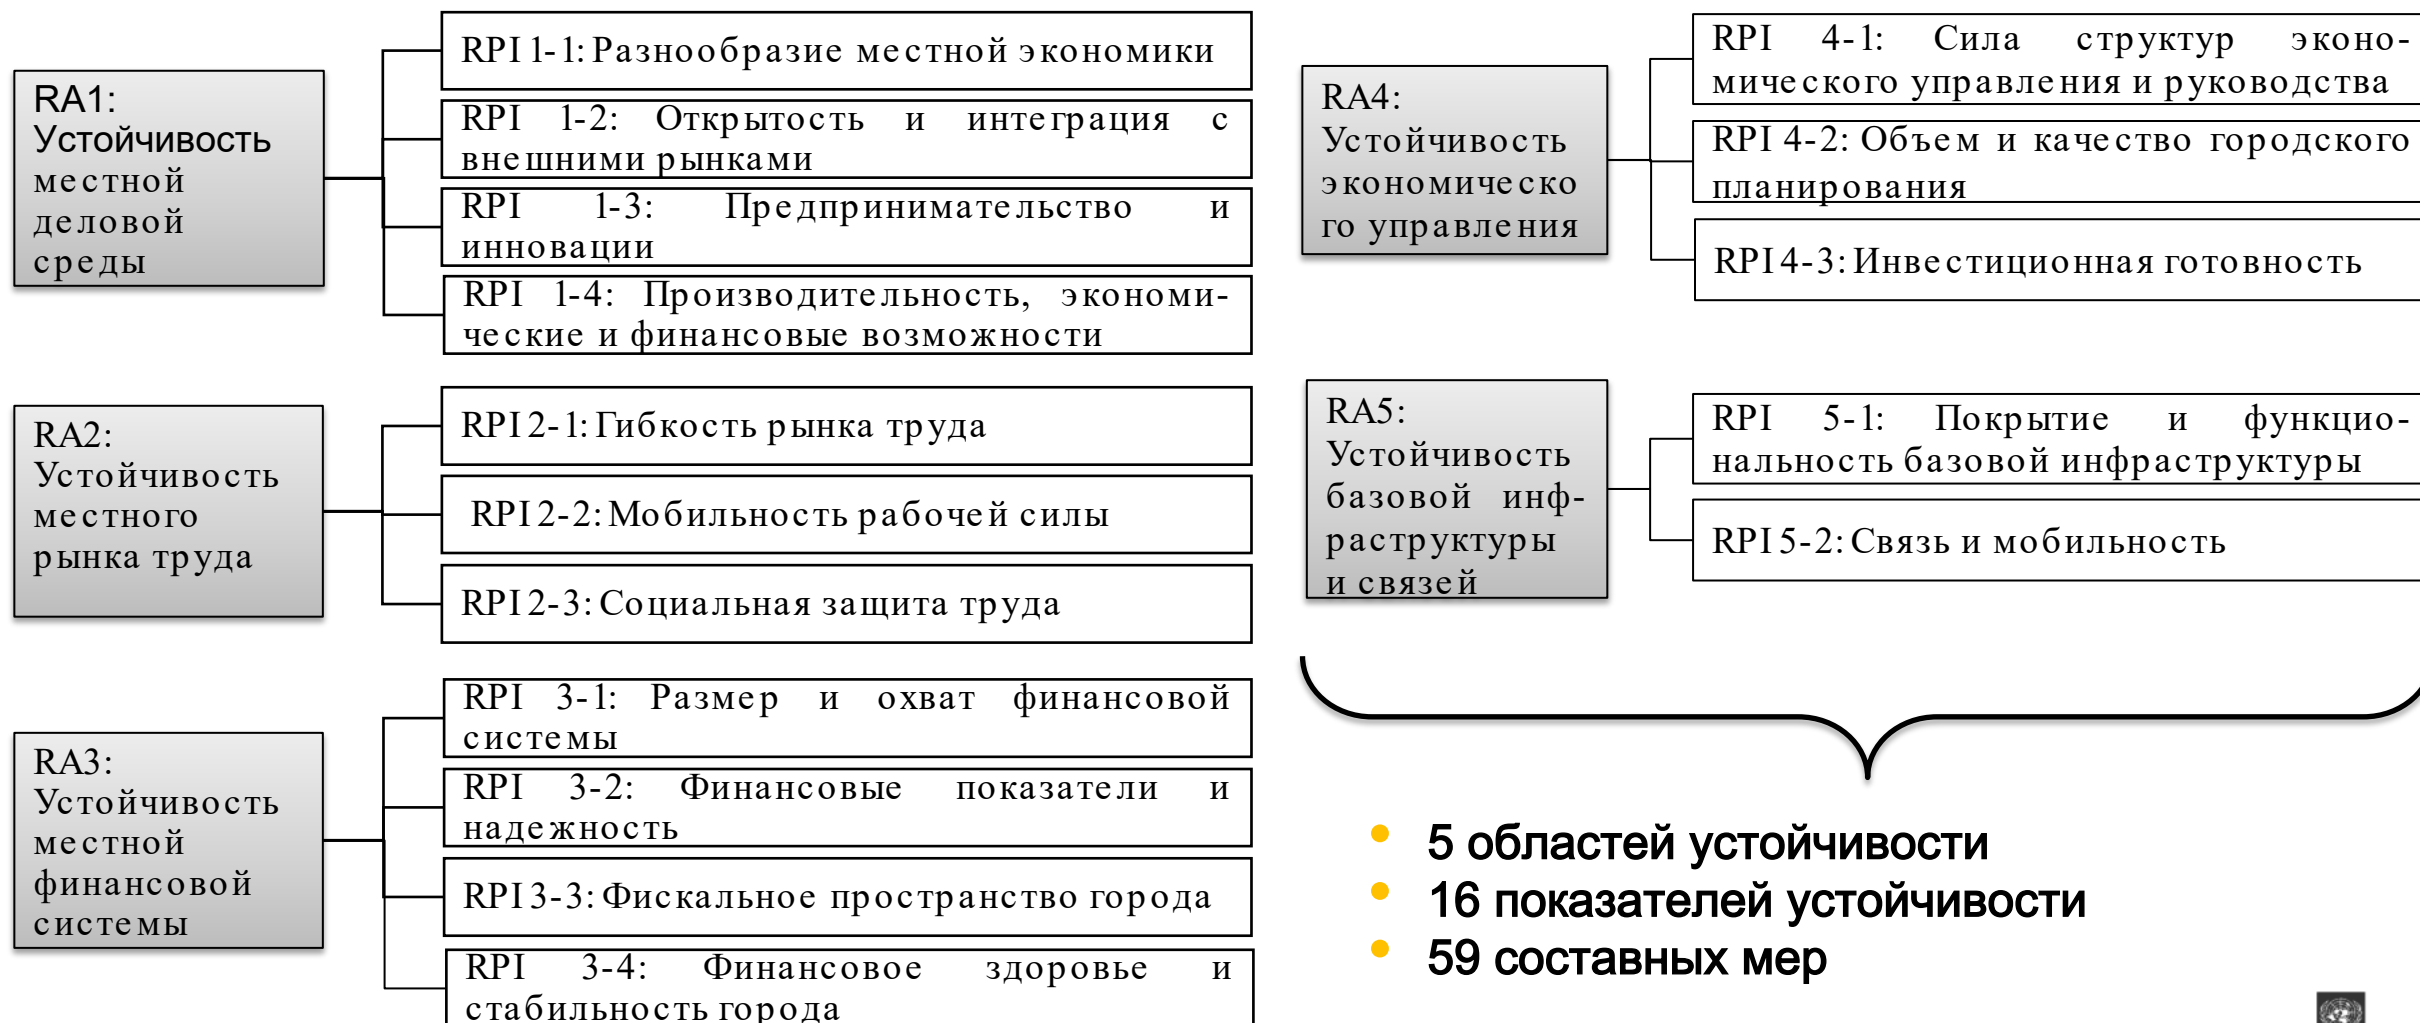 RA1:
Устойчивость
местной
деловой
среды
RPI 1-1: Разнообразие местной экономики
RPI 1-2: Открытость и интеграция с
внешними рынками
RPI 1-3: Предпринимательство и
инновации
RPI 1-4: Производительность, экономи-
ческие и финансовые возможности
RA2:
Устойчивость
местного
рынка труда
RPI 2-1: Гибкость рынка труда
RPI 2-2: Мобильность рабочей силы
RPI 2-3: Социальная защита труда
RA3:
Устойчивость
местной
финансовой
системы
RPI 3-1: Размер и охват финансовой
системы
RPI 3-2: Финансовые показатели и
надежность
RPI 3-3: Фискальное пространство города
RPI 3-4: Финансовое здоровье и
стабильность города
RA4:
Устойчивость
экономическо
го управления
RPI 4-1: Сила структур эконо-
мического управления и руководства
RPI 4-2: Объем и качество городского
планирования
RPI 4-3: Инвестиционная готовность
RA5:
Устойчивость
базовой инф-
раструктуры
и связей
RPI 5-1: Покрытие и функцио-
нальность базовой инфраструктуры
RPI 5-2: Связь и мобильность
• 5 областей устойчивости
• 16 показателей устойчивости
• 59 составных мер